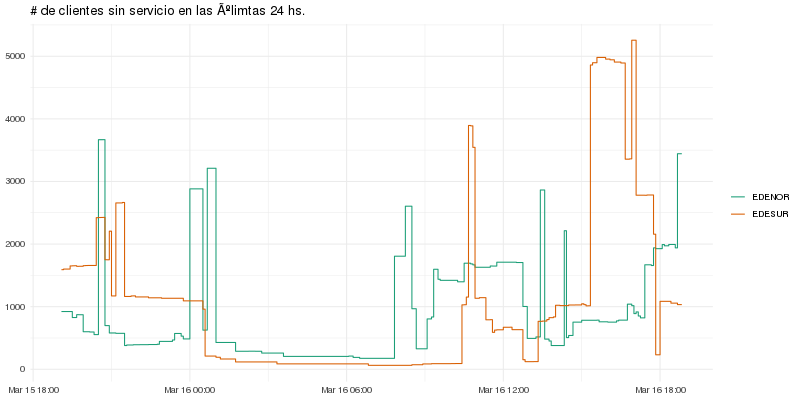 # de clientes sin servicio en las Ãºlimtas 24 hs.
5000
4000
3000
2000
1000
0
Mar 15 18:00
Mar 16 00:00
Mar 16 06:00
Mar 16 12:00
Mar 16 18:00
EDENOR
EDESUR